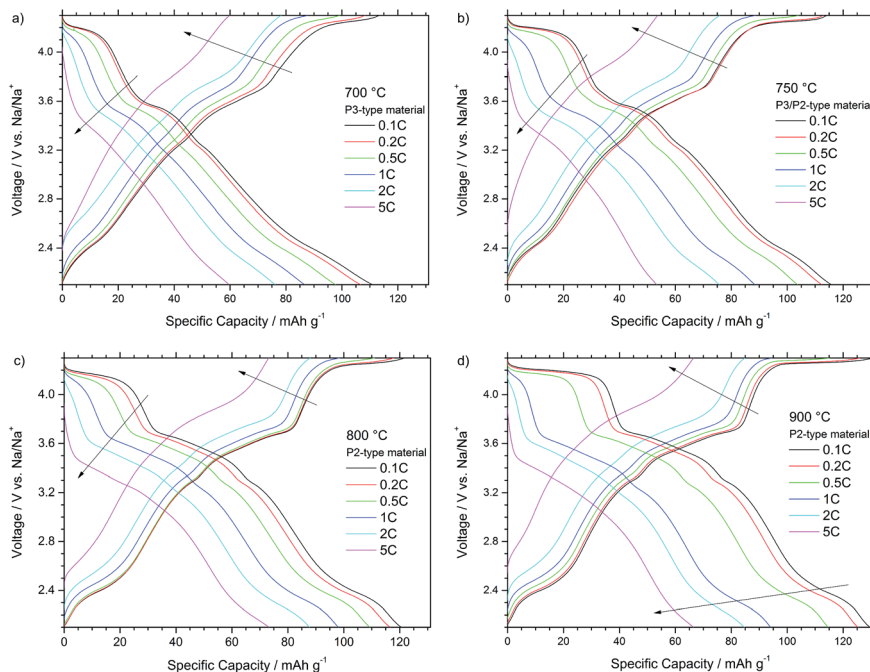 a)
4.3
3.6
3.2
2.4
Voltage / V vs. Na/Na⁺
0 20 40 60 80 100 120
Specific Capacity / mAh g⁻¹
700 °C
P3-type material
0.1C
0.2C
0.5C
1C
2C
5C
b)
4.0
3.6
3.2
2.8
2.4
Voltage / V vs. Na/Na⁺
0 20 40 60 80 100 120
Specific Capacity / mAh g⁻¹
750 °C
P3/P2-type material
0.1C
0.2C
0.5C
1C
2C
5C
c)
4.0
3.6
3.2
2.8
2.4
Voltage / V vs. Na/Na⁺
0 20 40 60 80 100 120
Specific Capacity / mAh g⁻¹
800 °C
P2-type material
0.1C
0.2C
0.5C
1C
2C
5C
d)
4.0
3.6
3.2
2.8
2.4
Voltage / V vs. Na/Na⁺
0 20 40 60 80 100 120
Specific Capacity / mAh g⁻¹
900 °C
P2-type material
0.1C
0.2C
0.5C
1C
2C
5C